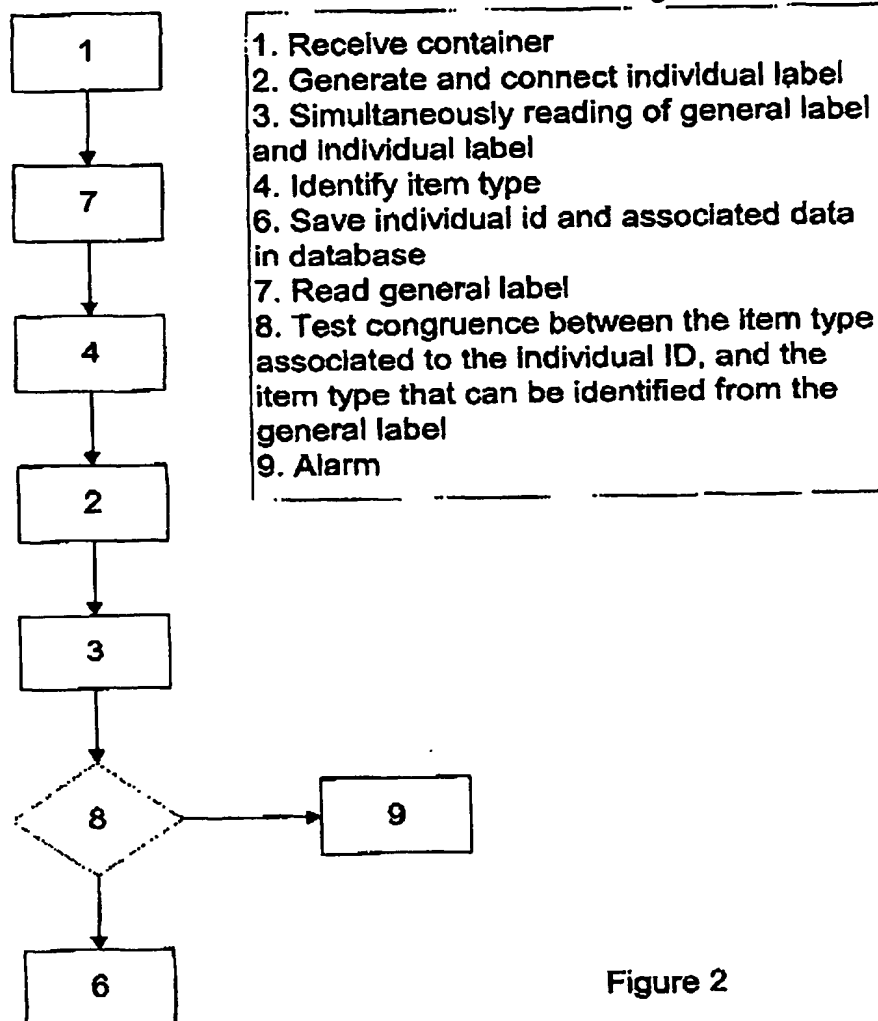 1
7
4
2
3
8
9
6
1. Receive container
2. Generate and connect individual label
3. Simultaneously reading of general label
and individual label
4. Identify item type
6. Save individual id and associated data
in database
7. Read general label
8. Test congruence between the item type
associated to the individual ID, and the
item type that can be identified from the
general label
9. Alarm
Figure 2